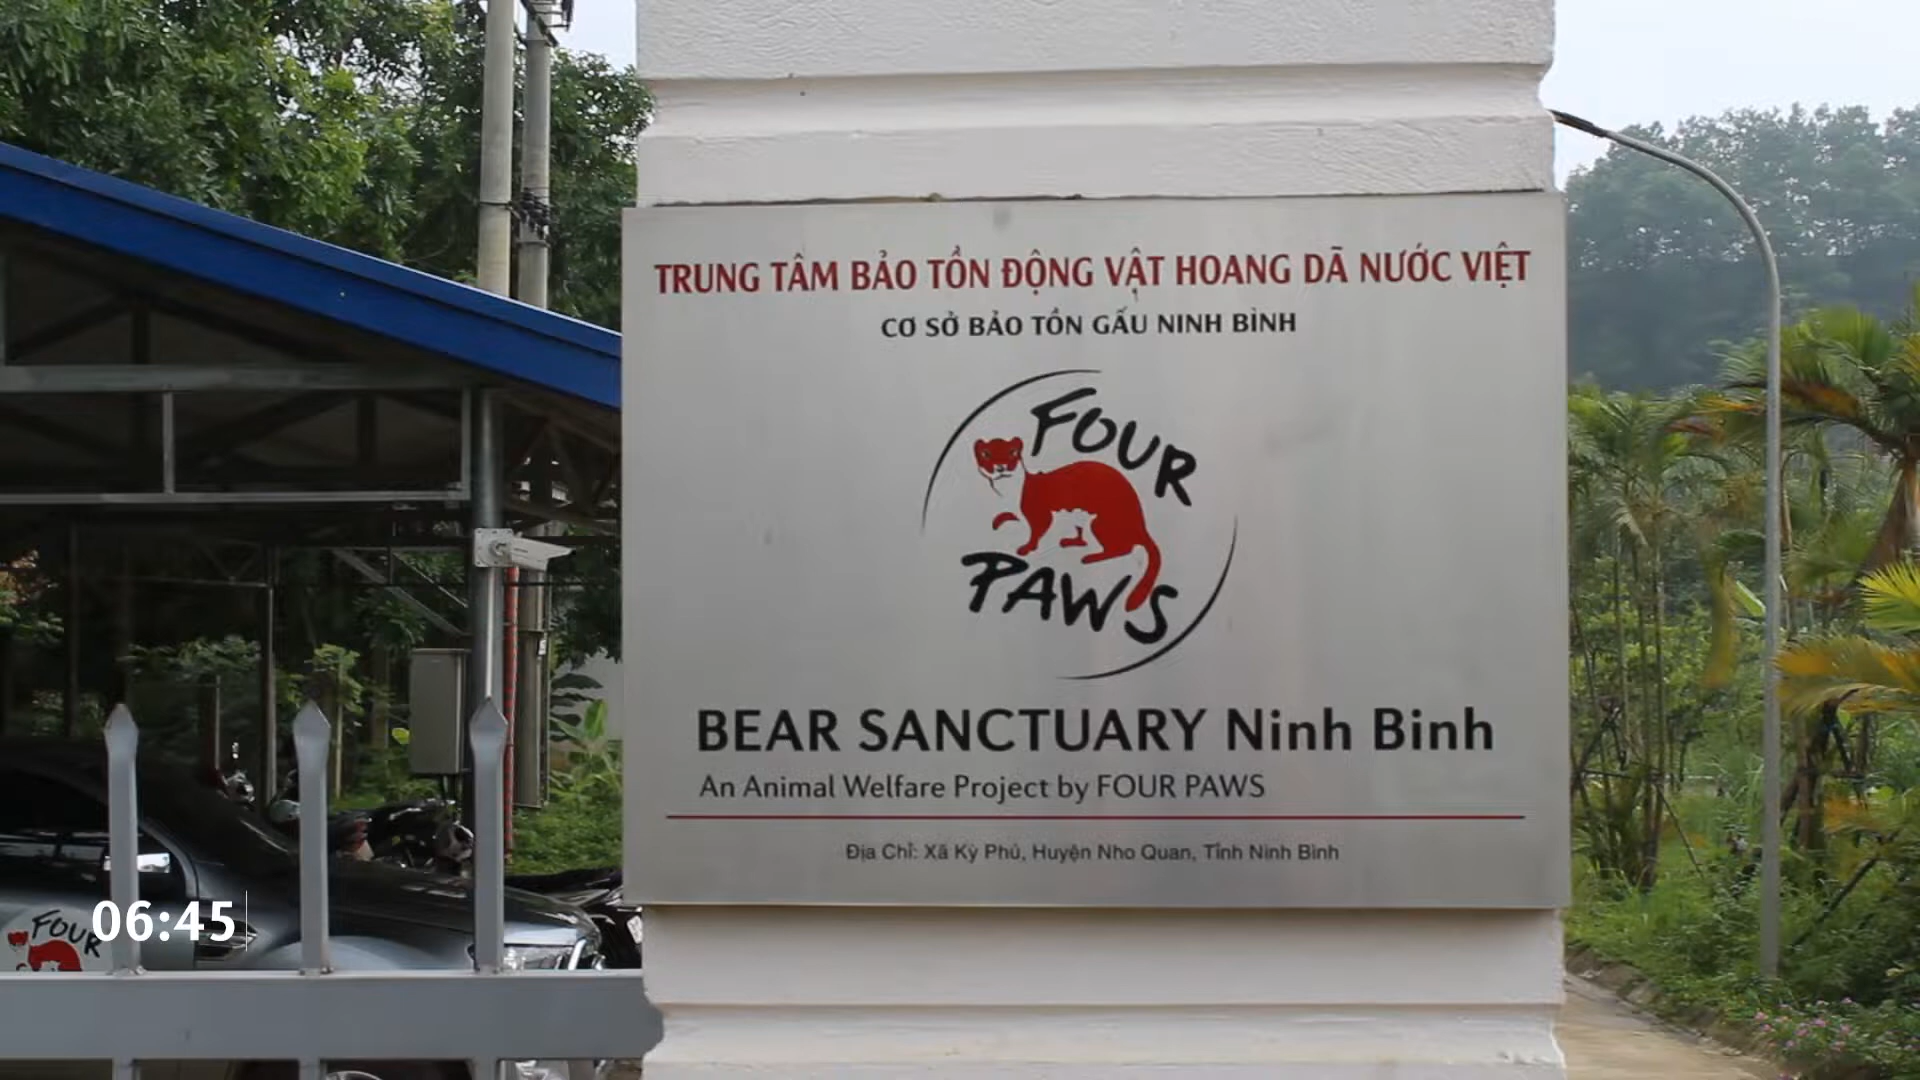 TRUNG TÂM BẢO TỒN ĐỘNG VẬT HOANG DÃ NƯỚC VIỆT
CƠ SỞ BẢO TỒN GẤU NINH BÌNH
FOUR
PAWS
BEAR SANCTUARY Ninh Binh
An Animal Welfare Project by FOUR PAWS
Địa Chỉ: Xã Kỳ Phú, Huyện Nho Quan, Tỉnh Ninh Bình
06:45
FOUR